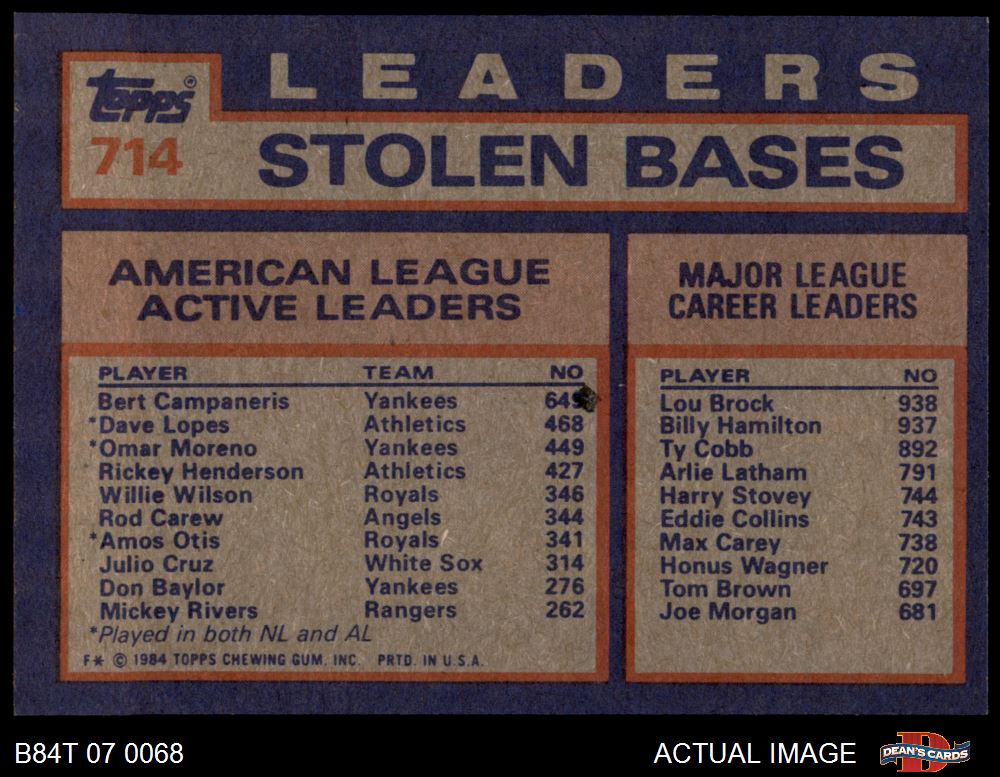 topps®
714
LEADERS
STOLEN BASES
AMERICAN LEAGUE
ACTIVE LEADERS
PLAYER TEAM NO
Bert Campaneris Yankees 649
*Dave Lopes Athletics 468
*Omar Moreno Yankees 449
Rickey Henderson Athletics 427
Willie Wilson Royals 346
Rod Carew Angels 344
*Amos Otis Royals 341
Julio Cruz White Sox 314
Don Baylor Yankees 276
Mickey Rivers Rangers 262
*Played in both NL and AL
F* © 1984 TOPPS CHEWING GUM. INC. PRTD. IN U.S.A.
MAJOR LEAGUE
CAREER LEADERS
PLAYER NO
Lou Brock 938
Billy Hamilton 937
Ty Cobb 892
Arlie Latham 791
Harry Stovey 744
Eddie Collins 743
Max Carey 738
Honus Wagner 720
Tom Brown 697
Joe Morgan 681
B84T 07 0068
ACTUAL IMAGE
DEAN'S CARDS